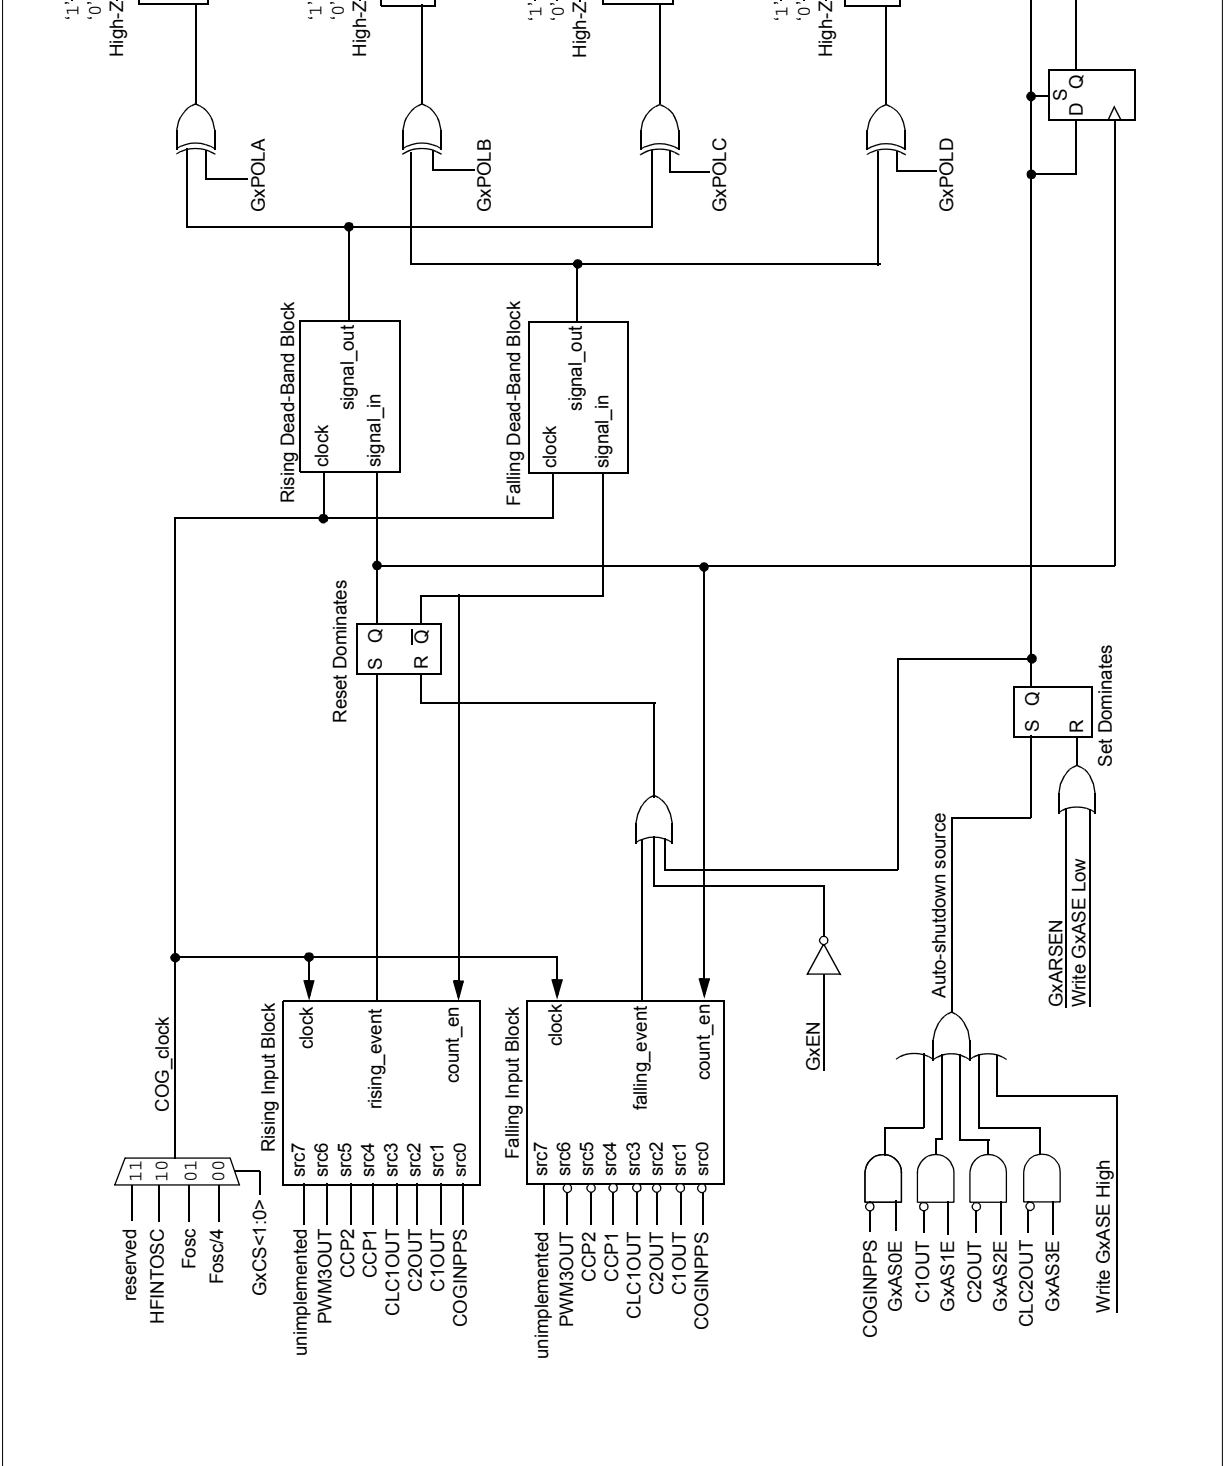 '1'
'0'
High-Z
'1'
'0'
High-Z
'1'
'0'
High-Z
'1'
'0'
High-Z
GxPOLA
GxPOLB
GxPOLC
GxPOLD
S
D Q
Rising Dead-Band Block
clock
signal_out
signal_in
Falling Dead-Band Block
clock
signal_out
signal_in
Reset Dominates
S Q
R Q
S Q
R
Set Dominates
COG_clock
reserved
HFINTOSC
Fosc
Fosc/4
11
10
01
00
GxCS<1:0>
Rising Input Block
clock
rising_event
count_en
src7
src6
src5
src4
src3
src2
src1
src0
unimplemented
PWM3OUT
CCP2
CCP1
CLC1OUT
C2OUT
C1OUT
COGINPPS
Falling Input Block
clock
falling_event
count_en
src7
src6
src5
src4
src3
src2
src1
src0
unimplemented
PWM3OUT
CCP2
CCP1
CLC1OUT
C2OUT
C1OUT
COGINPPS
GxEN
Auto-shutdown source
GxARSEN
Write GxASE Low
COGINPPS
GxAS0E
C1OUT
GxAS1E
C2OUT
GxAS2E
CLC2OUT
GxAS3E
Write GxASE High